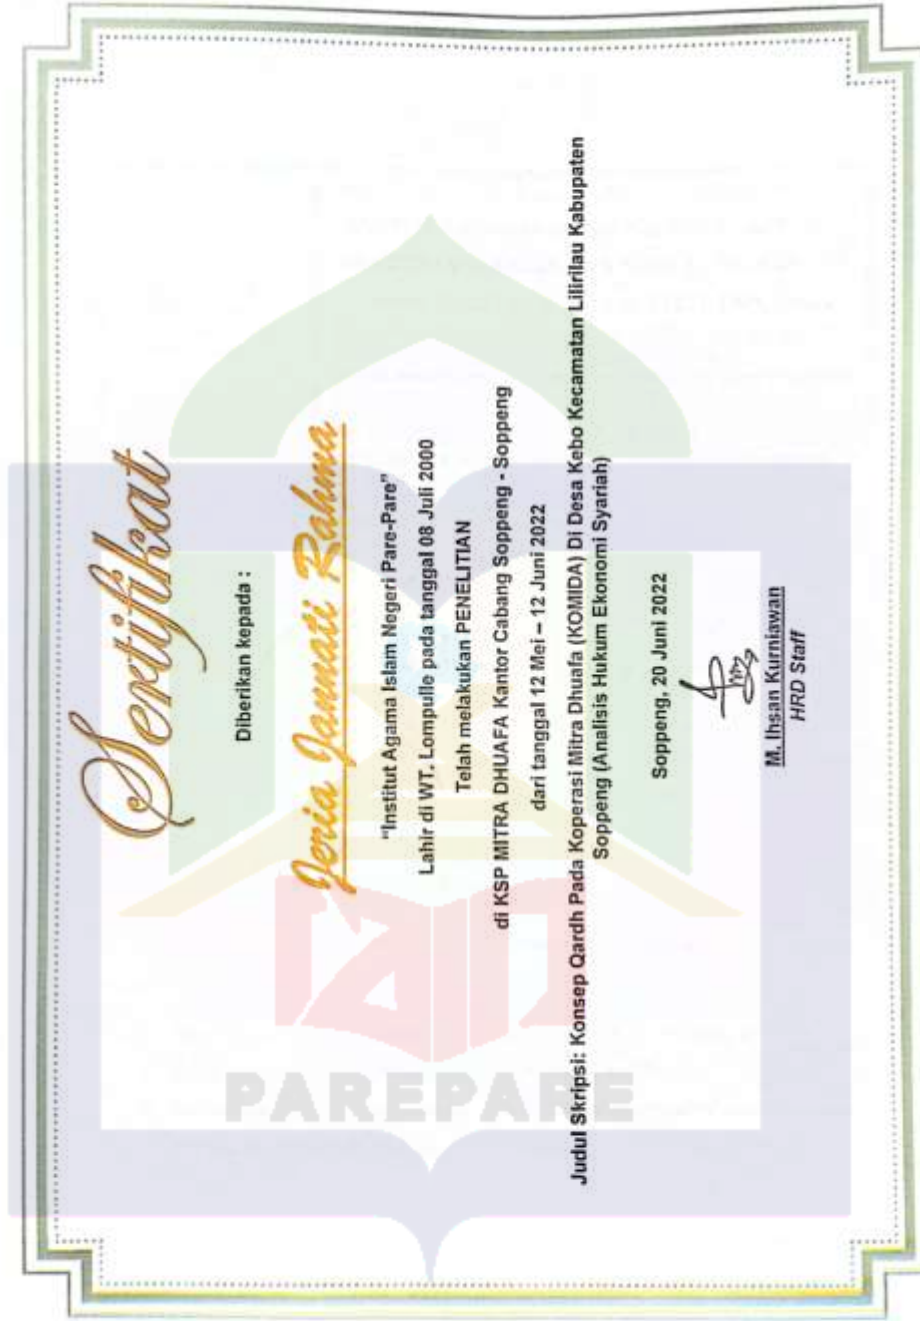 Sertifikat
Diberikan kepada :
Jeria Jannati Rahma
"Institut Agama Islam Negeri Pare-Pare"
Lahir di WT. Lompulle pada tanggal 08 Juli 2000
Telah melakukan PENELITIAN
di KSP MITRA DHUAFA Kantor Cabang Soppeng - Soppeng
dari tanggal 12 Mei – 12 Juni 2022
Judul Skripsi: Konsep Qardh Pada Koperasi Mitra Dhuafa (KOMIDA) Di Desa Kebo Kecamatan Lilirilau Kabupaten
Soppeng (Analisis Hukum Ekonomi Syariah)
Soppeng, 20 Juni 2022
M. Ihsan Kurniawan
HRD Staff
PAREPARE